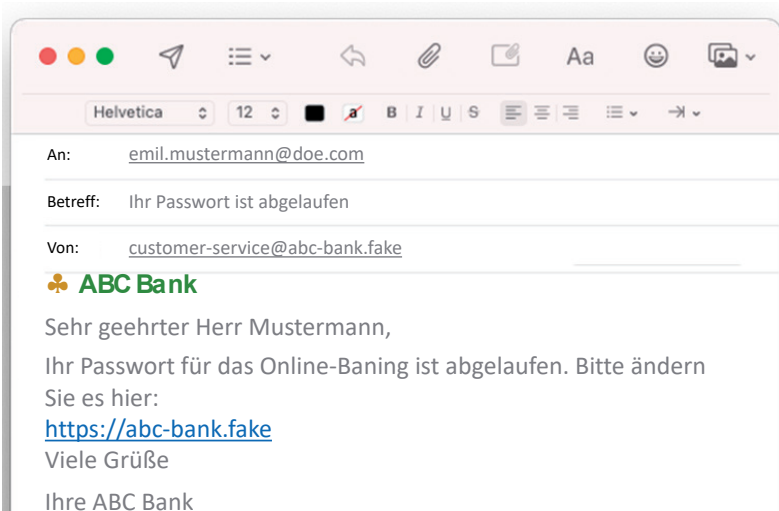 Aa
Helvetica 12 a B I U S
An: emil.mustermann@doe.com
Betreff: Ihr Passwort ist abgelaufen
Von: customer-service@abc-bank.fake
ABC Bank
Sehr geehrter Herr Mustermann,
Ihr Passwort für das Online-Baning ist abgelaufen. Bitte ändern
Sie es hier:
https://abc-bank.fake
Viele Grüße
Ihre ABC Bank